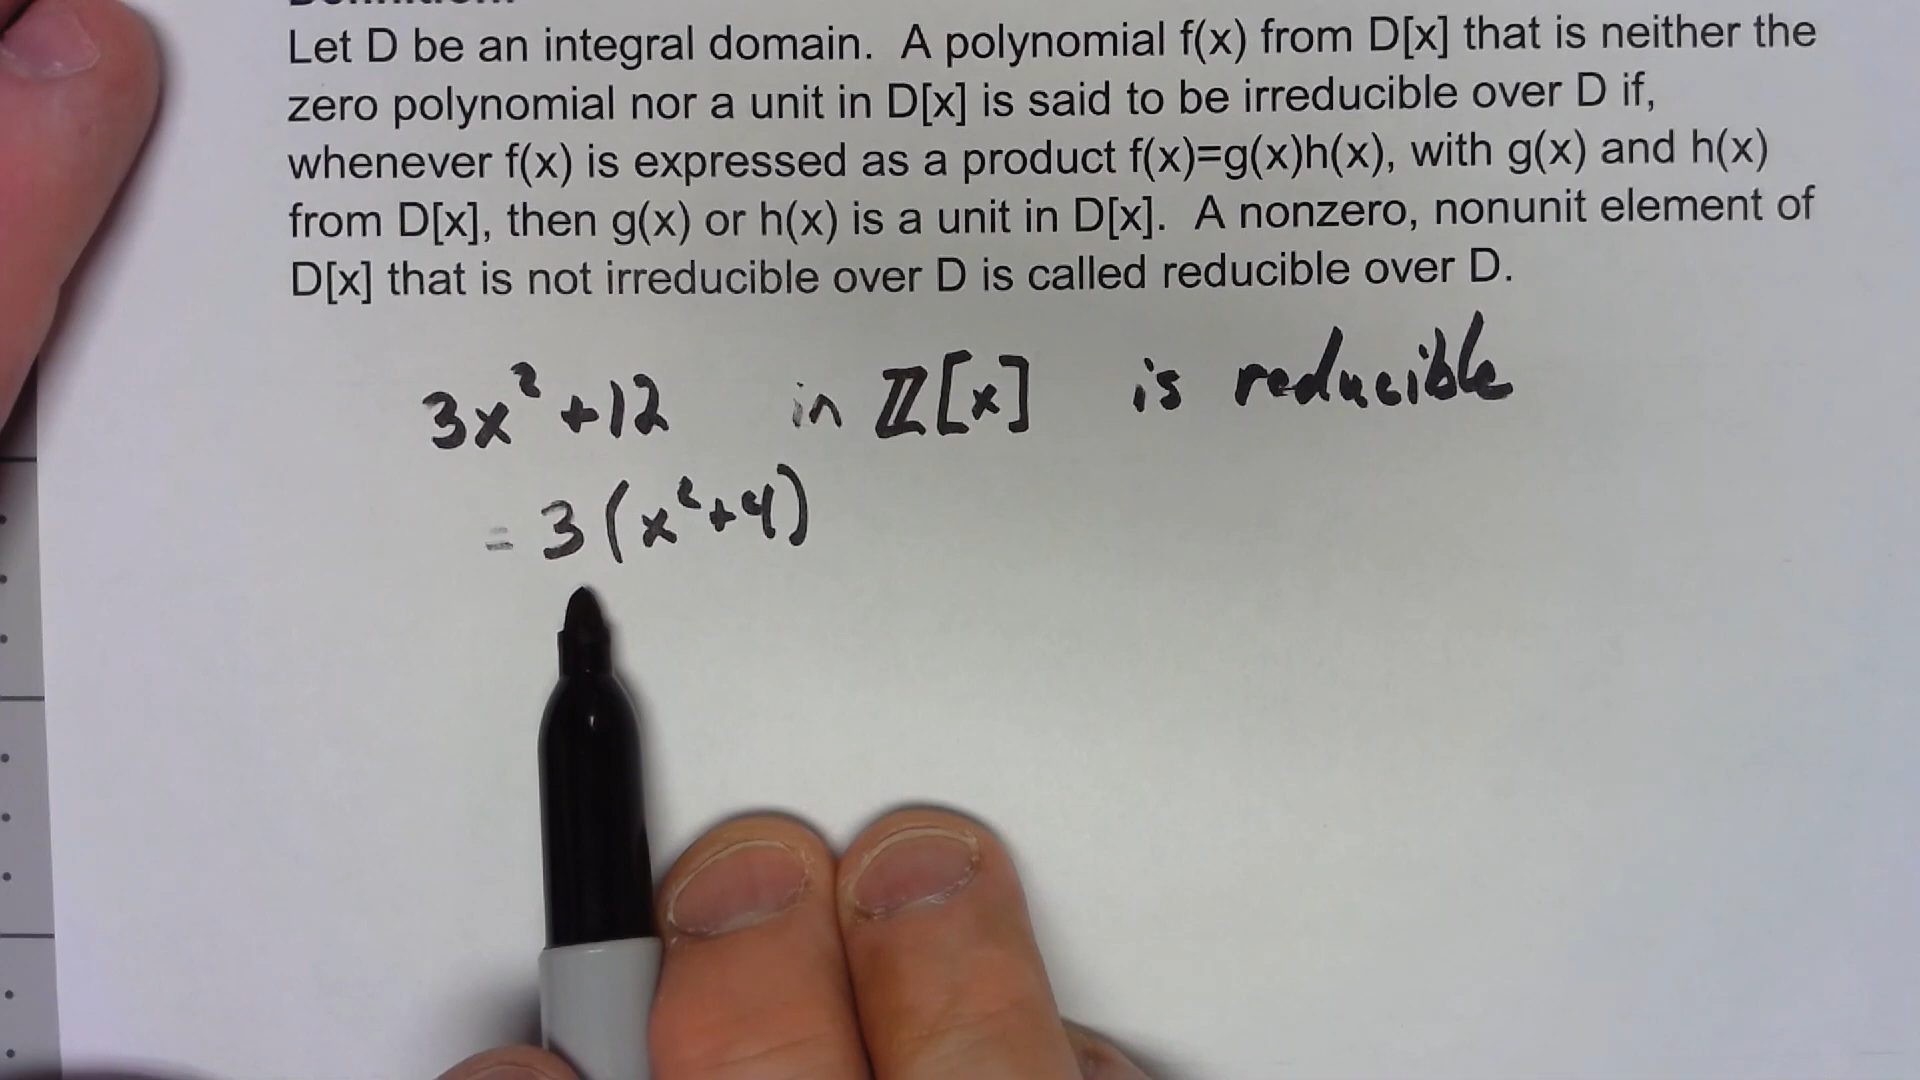 Let D be an integral domain. A polynomial f(x) from D[x] that is neither the
zero polynomial nor a unit in D[x] is said to be irreducible over D if,
whenever f(x) is expressed as a product f(x)=g(x)h(x), with g(x) and h(x)
from D[x], then g(x) or h(x) is a unit in D[x]. A nonzero, nonunit element of
D[x] that is not irreducible over D is called reducible over D.
3x² +12 in ℤ[x] is reducible
= 3(x²+4)